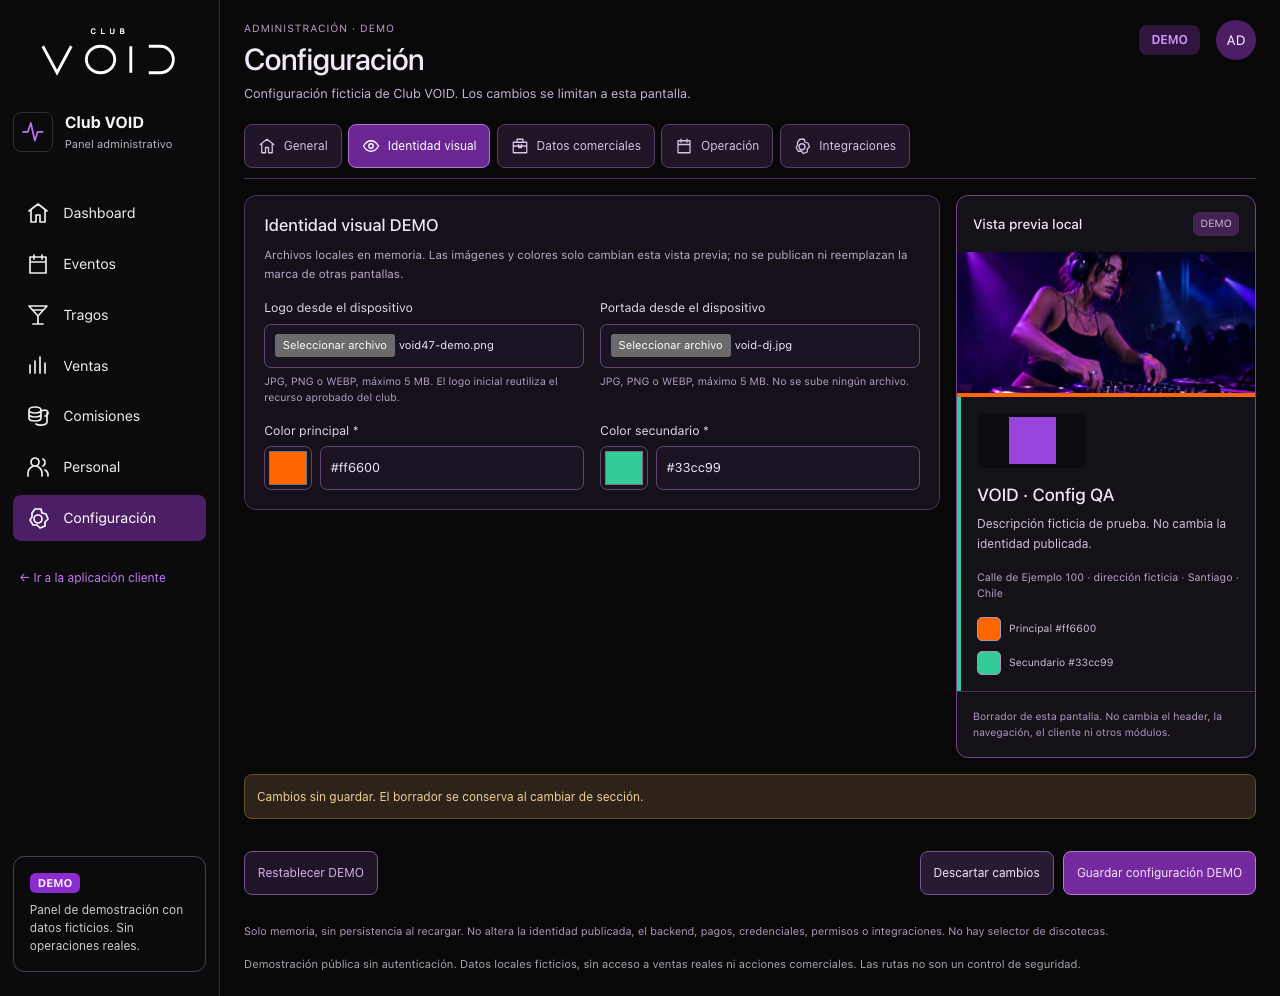 CLUB
VOID
Club VOID
Panel administrativo
Dashboard
Eventos
Tragos
Ventas
Comisiones
Personal
Configuración
← Ir a la aplicación cliente
DEMO
Panel de demostración con
datos ficticios. Sin
operaciones reales.
ADMINISTRACIÓN · DEMO
Configuración
Configuración ficticia de Club VOID. Los cambios se limitan a esta pantalla.
DEMO
AD
General
Identidad visual
Datos comerciales
Operación
Integraciones
Identidad visual DEMO
Archivos locales en memoria. Las imágenes y colores solo cambian esta vista previa; no se publican ni reemplazan la
marca de otras pantallas.
Logo desde el dispositivo
Seleccionar archivo void47-demo.png
JPG, PNG o WEBP, máximo 5 MB. El logo inicial reutiliza el
recurso aprobado del club.
Portada desde el dispositivo
Seleccionar archivo void-dj.jpg
JPG, PNG o WEBP, máximo 5 MB. No se sube ningún archivo.
Color principal *
#ff6600
Color secundario *
#33cc99
Vista previa local
DEMO
VOID · Config QA
Descripción ficticia de prueba. No cambia la
identidad publicada.
Calle de Ejemplo 100 · dirección ficticia · Santiago ·
Chile
Principal #ff6600
Secundario #33cc99
Borrador de esta pantalla. No cambia el header, la
navegación, el cliente ni otros módulos.
Cambios sin guardar. El borrador se conserva al cambiar de sección.
Restablecer DEMO
Descartar cambios
Guardar configuración DEMO
Solo memoria, sin persistencia al recargar. No altera la identidad publicada, el backend, pagos, credenciales, permisos o integraciones. No hay selector de discotecas.
Demostración pública sin autenticación. Datos locales ficticios, sin acceso a ventas reales ni acciones comerciales. Las rutas no son un control de seguridad.